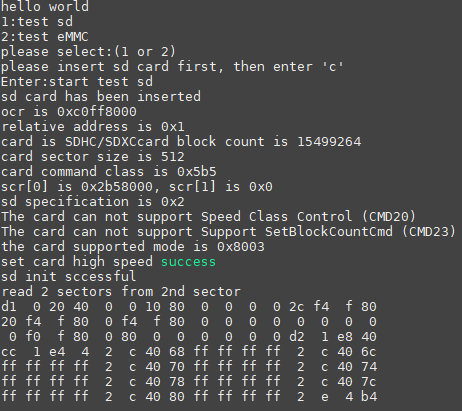 hello world
1:test sd
2:test eMMC
please select:(1 or 2)
please insert sd card first, then enter 'c'
Enter:start test sd
sd card has been inserted
ocr is 0xc0ff8000
relative address is 0x1
card is SDHC/SDXCcard block count is 15499264
card sector size is 512
card command class is 0x5b5
scr[0] is 0x2b58000, scr[1] is 0x0
sd specification is 0x2
The card can not support Speed Class Control (CMD20)
The card can not support Support SetBlockCountCmd (CMD23)
the card supported mode is 0x8003
set card high speed success
sd init sccessful
read 2 sectors from 2nd sector
d1  0 20 40  0  0 10 80  0  0  0  0 2c f4  f 80
20 f4  f 80  0 f4  f 80  0  0  0  0  0  0  0  0
 0 f0  f 80  0 80  0  0  0  0  0 d2  1 e8 40
cc  1 e4  4  2  c 40 68 ff ff ff ff  2  c 40 6c
ff ff ff ff  2  c 40 70 ff ff ff ff  2  c 40 74
ff ff ff ff  2  c 40 78 ff ff ff ff  2  c 40 7c
ff ff ff ff  2  c 40 80 ff ff ff ff  2  e  4 b4